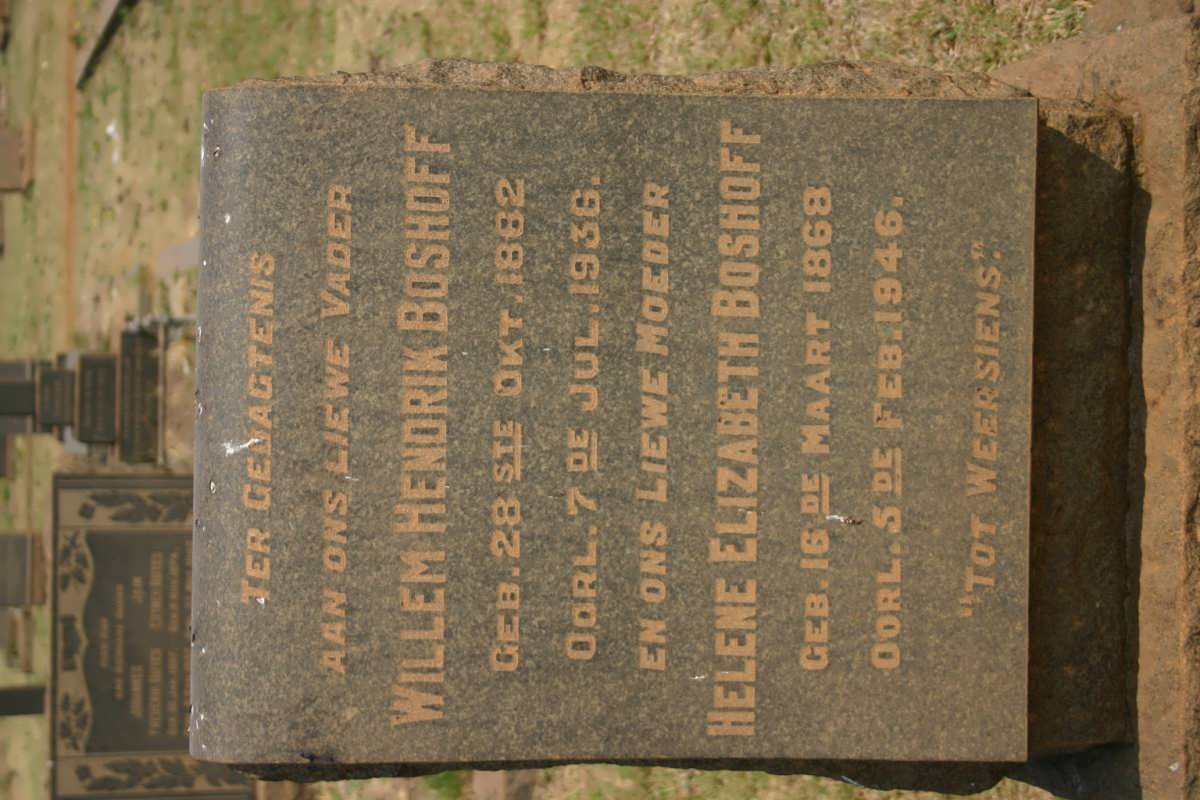 TER GEDAGTENIS
AAN ONS LIEWE VADER
WILLEM HENDRIK BOSHOFF
GEB. 28 STE OKT. 1882
OORL. 7 DE JUL. 1936.
EN ONS LIEWE MOEDER
HELENE ELIZABETH BOSHOFF
GEB. 16 DE MAART 1868
OORL. 5 DE FEB. 1946.
"TOT WEERSIENS".